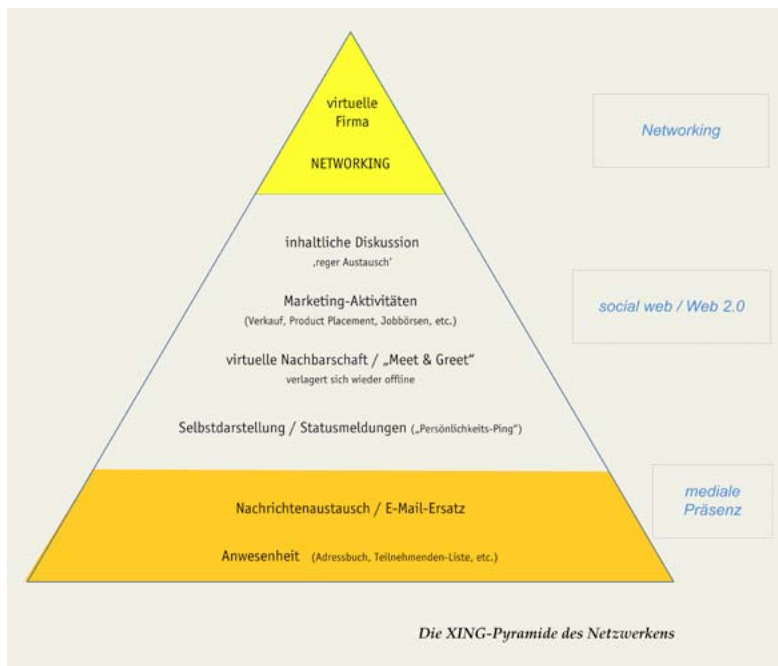 virtuelle
Firma
NETWORKING
Networking
inhaltliche Diskussion
‚reger Austausch‘
Marketing-Aktivitäten
(Verkauf, Product Placement, Jobbörsen, etc.)
social web / Web 2.0
virtuelle Nachbarschaft / „Meet & Greet“
verlagert sich wieder offline
Selbstdarstellung / Statusmeldungen („Persönlichkeits-Ping“)
Nachrichtenaustausch / E-Mail-Ersatz
mediale
Präsenz
Anwesenheit (Adressbuch, Teilnehmenden-Liste, etc.)
Die XING-Pyramide des Netzwerkens